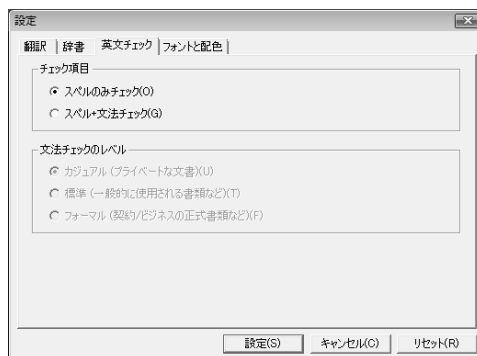 設定
翻訳 辞書 英文チェック フォントと配色
チェック項目
スペルのみチェック(O)
スペル+文法チェック(G)
文法チェックのレベル
カジュアル (プライベートな文書)(U)
標準 (一般的に使用される書類など)(T)
フォーマル (契約/ビジネスの正式書類など)(F)
設定(S) キャンセル(C) リセット(R)